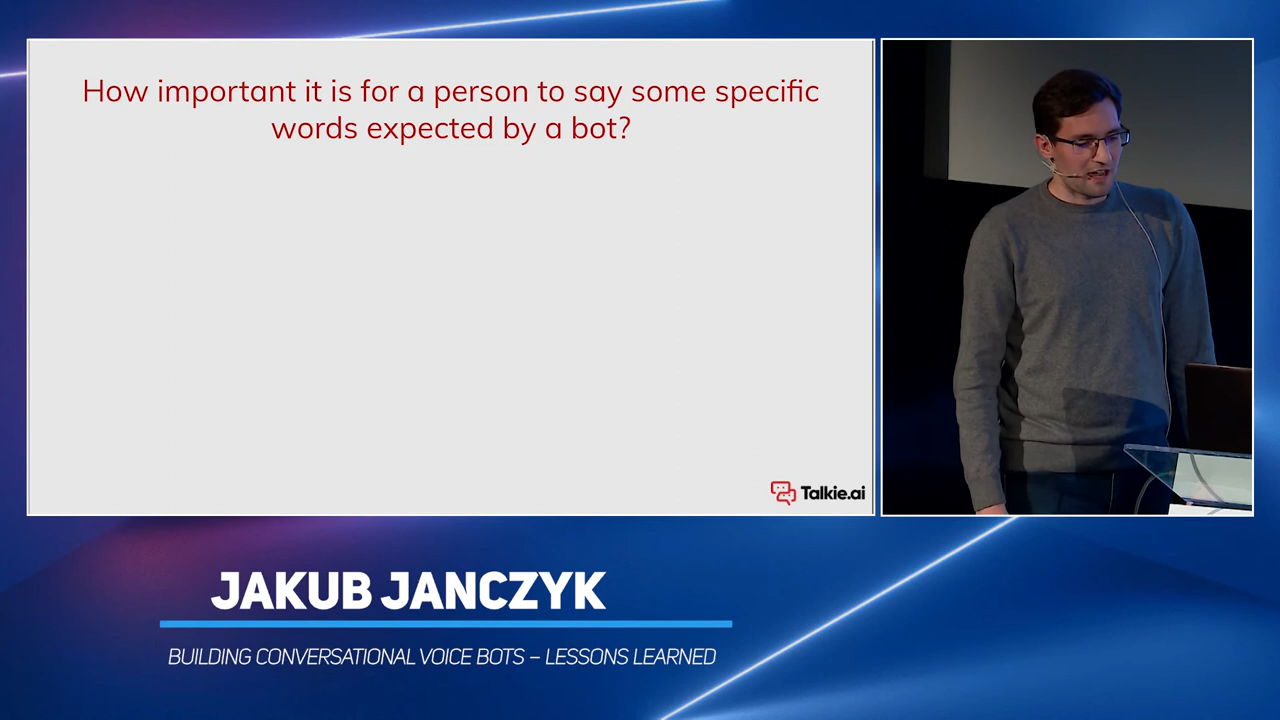 How important it is for a person to say some specific
words expected by a bot?
Talkie.ai
JAKUB JANCZYK
BUILDING CONVERSATIONAL VOICE BOTS – LESSONS LEARNED